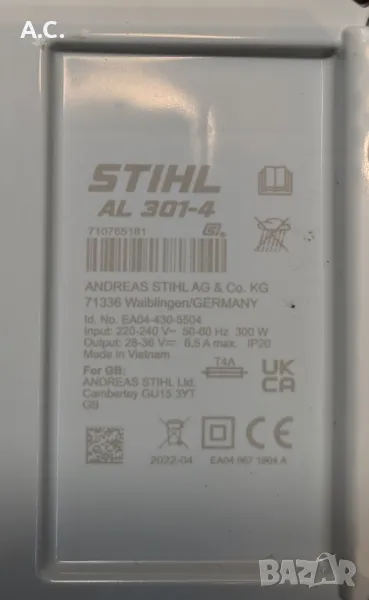 A.C.
STIHL
AL 301-4
710765181
ANDREAS STIHL AG & Co. KG
71336 Waiblingen/GERMANY
Id. No. EA04-430-5504
Input: 220-240 V~ 50-60 Hz 300 W
Output: 28-36 V⎓ 6,5 A max. IP20
Made in Vietnam
For GB:
ANDREAS STIHL Ltd.
Camberley GU15 3YT
GB
T4A
UK
CA
CE
2022-04
EA04 967 1904 A
BAZAR